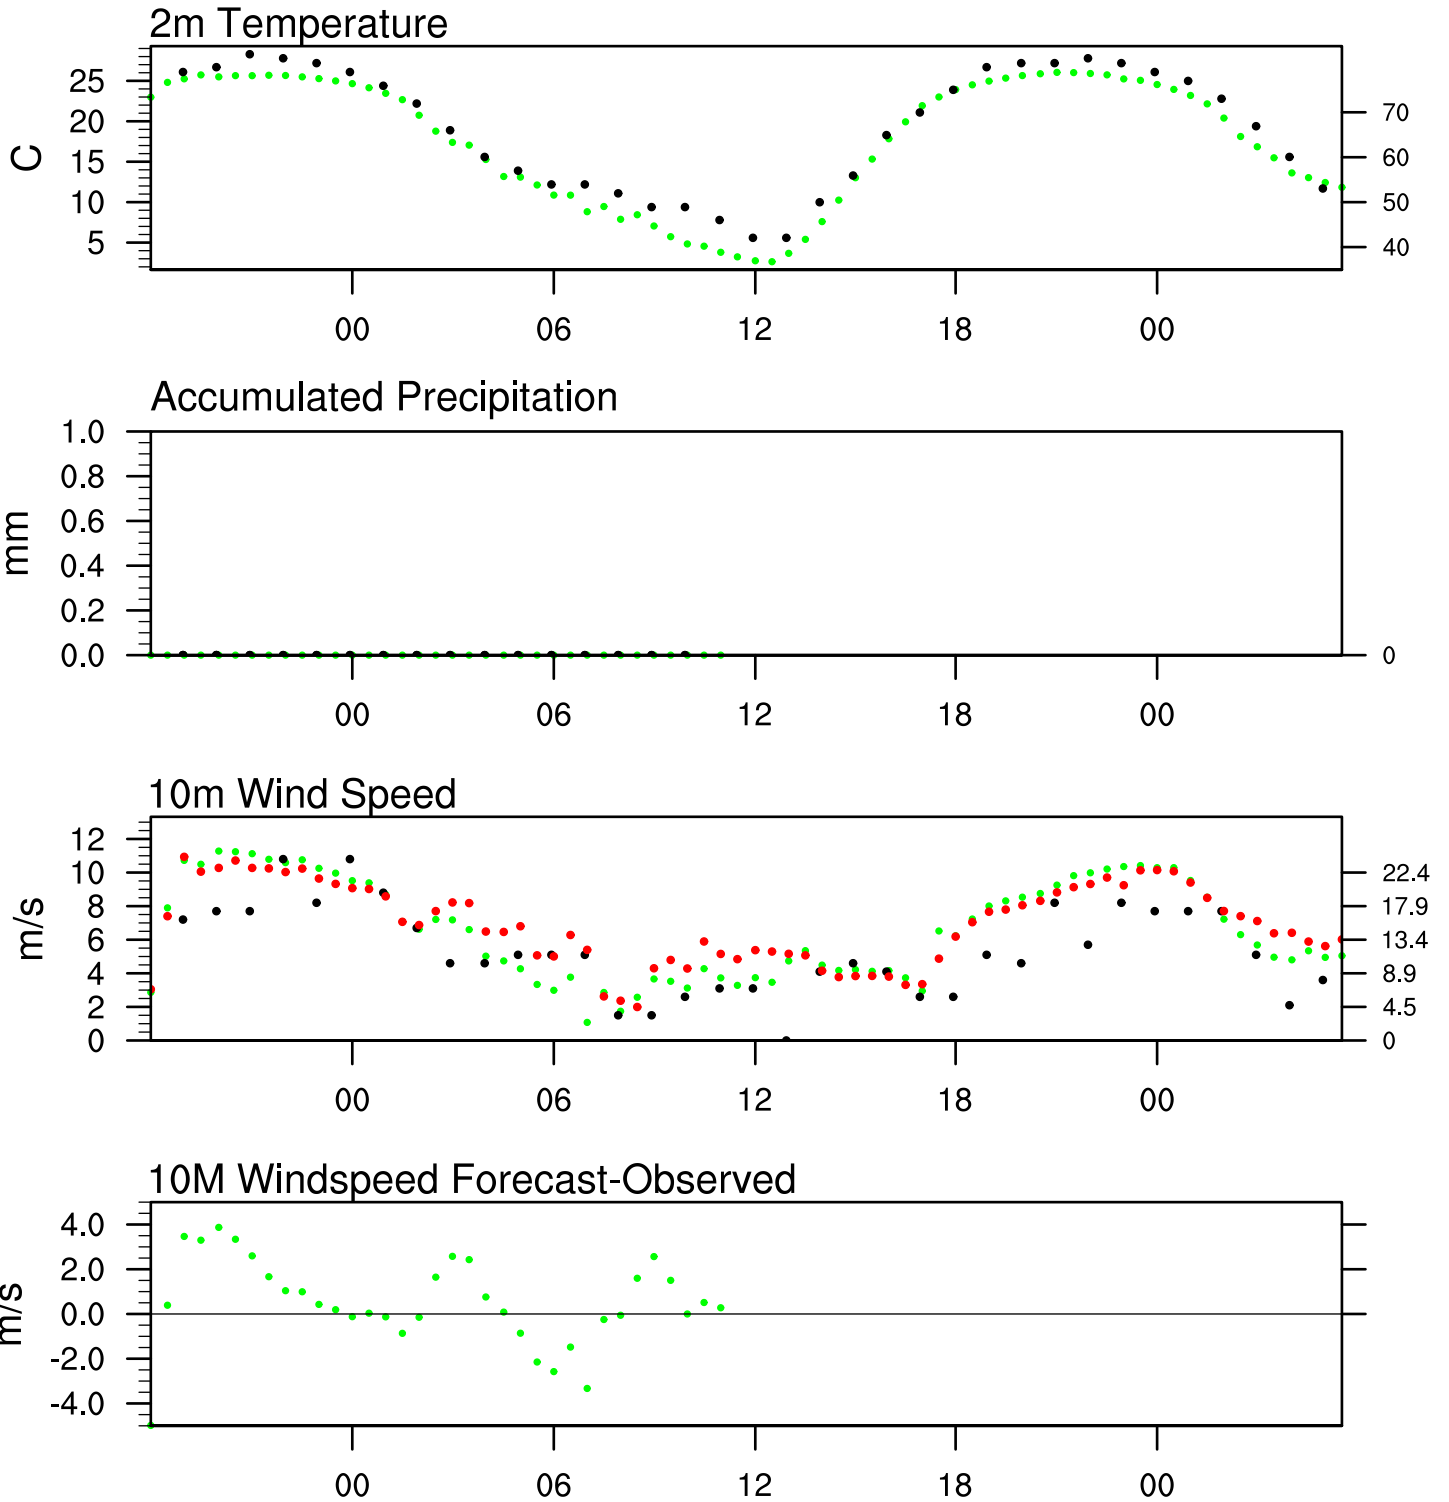 2m Temperature
25
20
15
10
5
C
70
60
50
40
00 06 12 18 00
Accumulated Precipitation
1.0
0.8
0.6
0.4
0.2
0.0
mm
0
00 06 12 18 00
10m Wind Speed
12
10
8
6
4
2
0
m/s
22.4
17.9
13.4
8.9
4.5
0
00 06 12 18 00
10M Windspeed Forecast-Observed
4.0
2.0
0.0
-2.0
-4.0
m/s
00 06 12 18 00